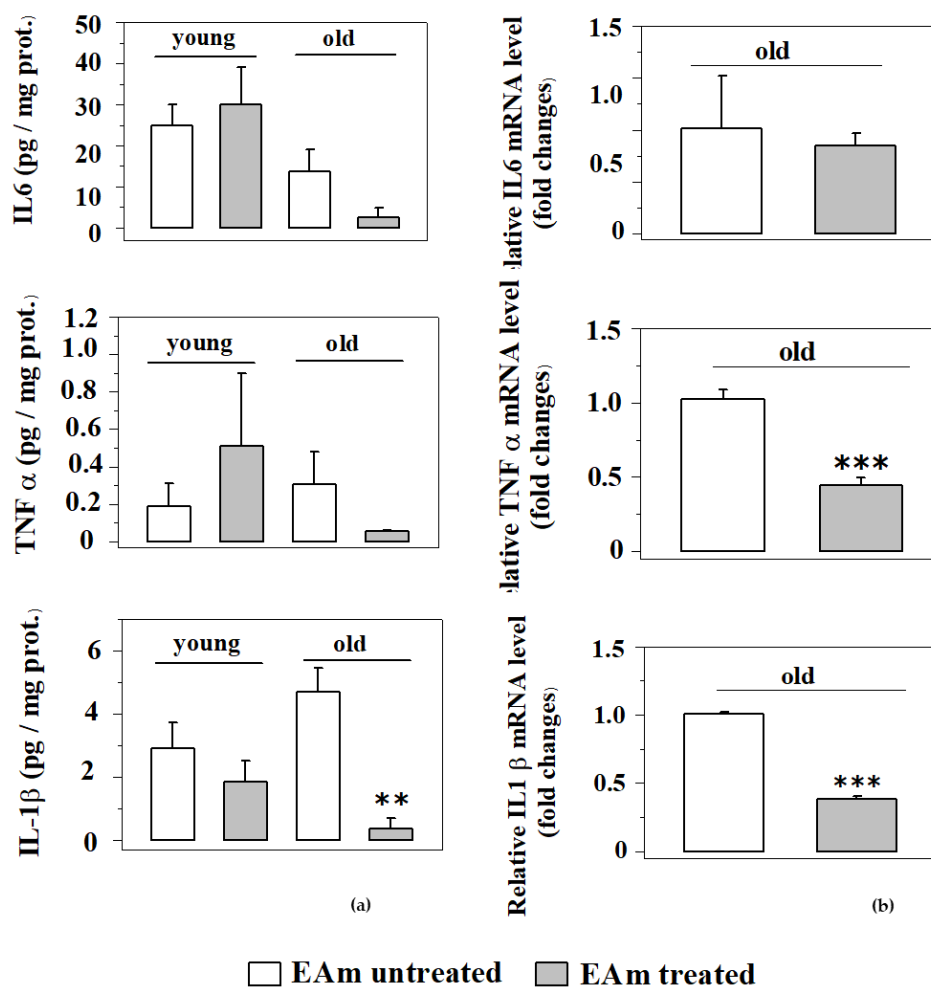 IL6 (pg / mg prot.)
50
40
30
20
10
0
young
old
elative IL6 mRNA level
(fold changes)
1.5
1.0
0.5
0
old
TNF α (pg / mg prot.)
1.2
1.0
0.8
0.6
0.4
0.2
0
young
old
elative TNF α mRNA level
(fold changes)
1.5
1.0
0.5
0
old
***
IL-1β (pg / mg prot.)
6
4
2
0
young
old
**
Relative IL1 β mRNA level
(fold changes)
1.5
1.0
0.5
0
old
***
(a)
(b)
EAm untreated
EAm treated